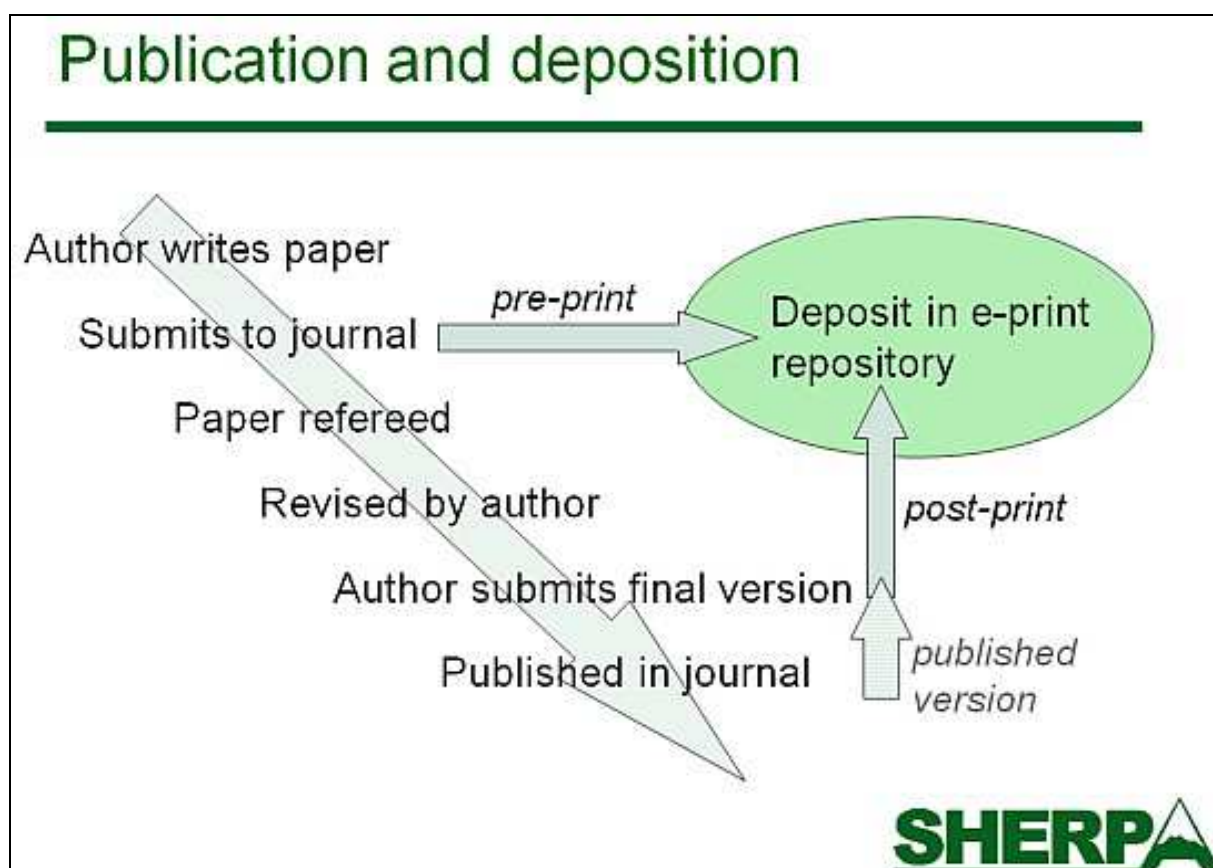 Publication and deposition
Author writes paper
Submits to journal
pre-print
Deposit in e-print
repository
Paper refereed
Revised by author
post-print
Author submits final version
Published in journal
published
version
SHERPA